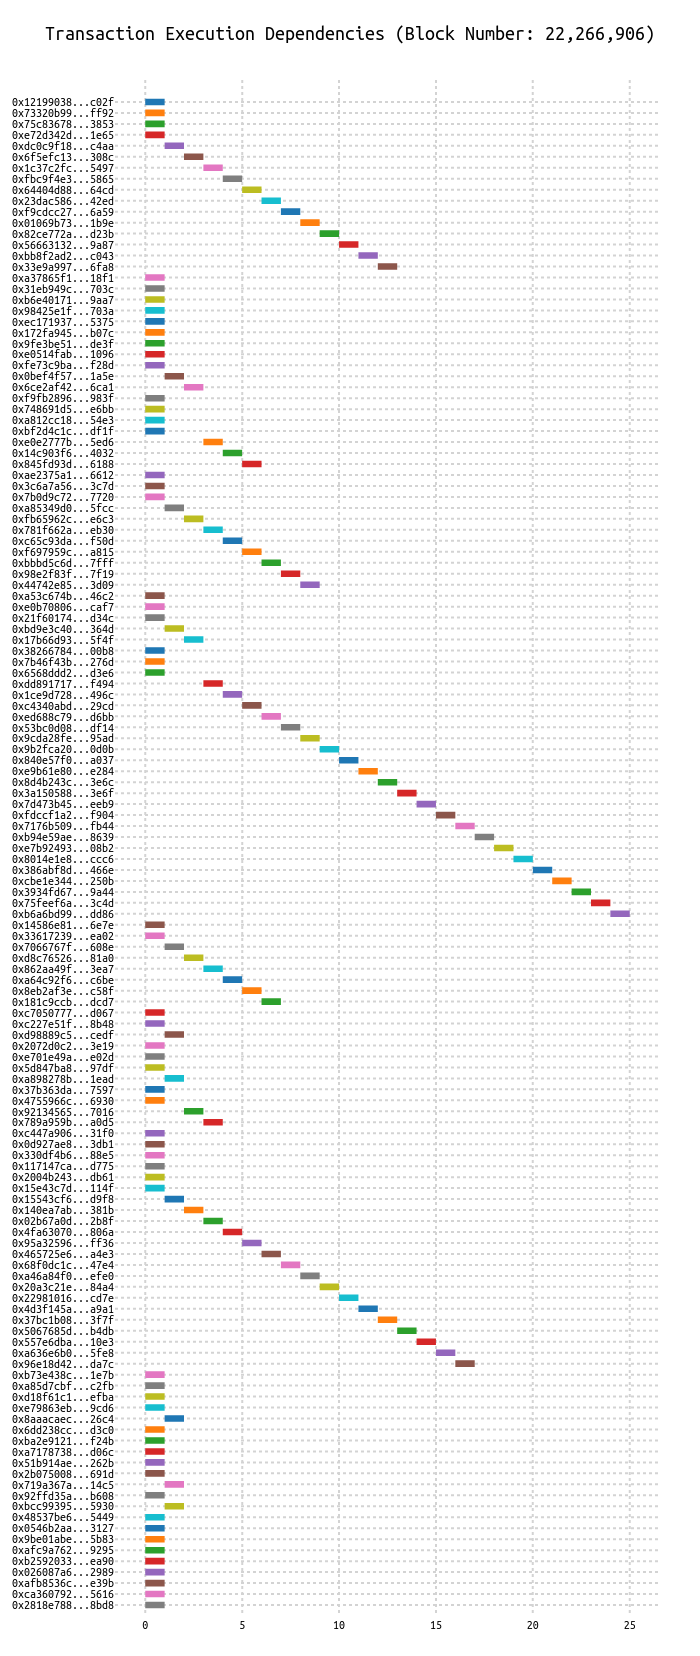 Transaction Execution Dependencies (Block Number: 22,266,906)
0x12199038...c02f
0x73320b99...ff92
0x75c83678...3853
0xe72d342d...1e65
0xdc0c9f18...c4aa
0x6f5efc13...308c
0x1c37c2fc...5497
0xfbc9f4e3...5865
0x64404d88...64cd
0x23dac586...42ed
0xf9cdcc27...6a59
0x01069b73...1b9e
0x82ce772a...d23b
0x56663132...9a87
0xbb8f2ad2...c043
0x33e9a997...6fa8
0xa37865f1...18f1
0x31eb949c...703c
0xb6e40171...9aa7
0x98425e1f...703a
0xec171937...5375
0x172fa945...b07c
0x9fe3be51...de3f
0xe0514fab...1096
0xfe73c9ba...f28d
0x0bef4f57...1a5e
0x6ce2af42...6ca1
0xf9fb2896...983f
0x748691d5...e6bb
0xa812cc18...54e3
0xbf2d4c1c...df1f
0xe0e2777b...5ed6
0x14c903f6...4032
0x845fd93d...6188
0xae2375a1...6612
0x3c6a7a56...3c7d
0x7b0d9c72...7720
0xa85349d0...5fcc
0xfb65962c...e6c3
0x781f662a...eb30
0xc65c93da...f50d
0xf697959c...a815
0xbbbd5c6d...7fff
0x98e2f83f...7f19
0x44742e85...3d09
0xa53c674b...46c2
0xe0b70806...caf7
0x21f60174...d34c
0xbd9e3c40...364d
0x17b66d93...5f4f
0x38266784...00b8
0x7b46f43b...276d
0x6568ddd2...d3e6
0xdd891717...f494
0x1ce9d728...496c
0xc4340abd...29cd
0xed688c79...d6bb
0x53bc0d08...df14
0x9cda28fe...95ad
0x9b2fca20...0d0b
0x840e57f0...a037
0xe9b61e80...e284
0x8d4b243c...3e6c
0x3a150588...3e6f
0x7d473b45...eeb9
0xfdccf1a2...f904
0x7176b509...fb44
0xb94e59ae...8639
0xe7b92493...08b2
0x8014e1e8...ccc6
0x386abf8d...466e
0xcbe1e344...250b
0x3934fd67...9a44
0x75feef6a...3c4d
0xb6a6bd99...dd86
0x14586e81...6e7e
0x33617239...ea02
0x7066767f...608e
0xd8c76526...81a0
0x862aa49f...3ea7
0xa64c92f6...c6be
0x8eb2af3e...c58f
0x181c9ccb...dcd7
0xc7050777...d067
0xc227e51f...8b48
0xd98889c5...cedf
0x2072d0c2...3e19
0xe701e49a...e02d
0x5d847ba8...97df
0xa898278b...1ead
0x37b363da...7597
0x4755966c...6930
0x92134565...7016
0x789a959b...a0d5
0xc447a906...31f0
0x0d927ae8...3db1
0x330df4b6...88e5
0x117147ca...d775
0x2004b243...db61
0x15e43c7d...114f
0x15543cf6...d9f8
0x140ea7ab...381b
0x02b67a0d...2b8f
0x4fa63070...806a
0x95a32596...ff36
0x465725e6...a4e3
0x68f0dc1c...47e4
0xa46a84f0...efe0
0x20a3c21e...84a4
0x22981016...cd7e
0x4d3f145a...a9a1
0x37bc1b08...3f7f
0x5067685d...b4db
0x557e6dba...10e3
0xa636e6b0...5fe8
0x96e18d42...da7c
0xb73e438c...1e7b
0xa85d7cbf...c2fb
0xd18f61c1...efba
0xe79863eb...9cd6
0x8aaacaec...26c4
0x6dd238cc...d3c0
0xba2e9121...f24b
0xa7178738...d06c
0x51b914ae...262b
0x2b075008...691d
0x719a367a...14c5
0x92ffd35a...b608
0xbcc99395...5930
0x48537be6...5449
0x0546b2aa...3127
0x9be01abe...5b83
0xafc9a762...9295
0xb2592033...ea90
0x026087a6...2989
0xafb8536c...e39b
0xca360792...5616
0x2818e788...8bd8
0 5 10 15 20 25